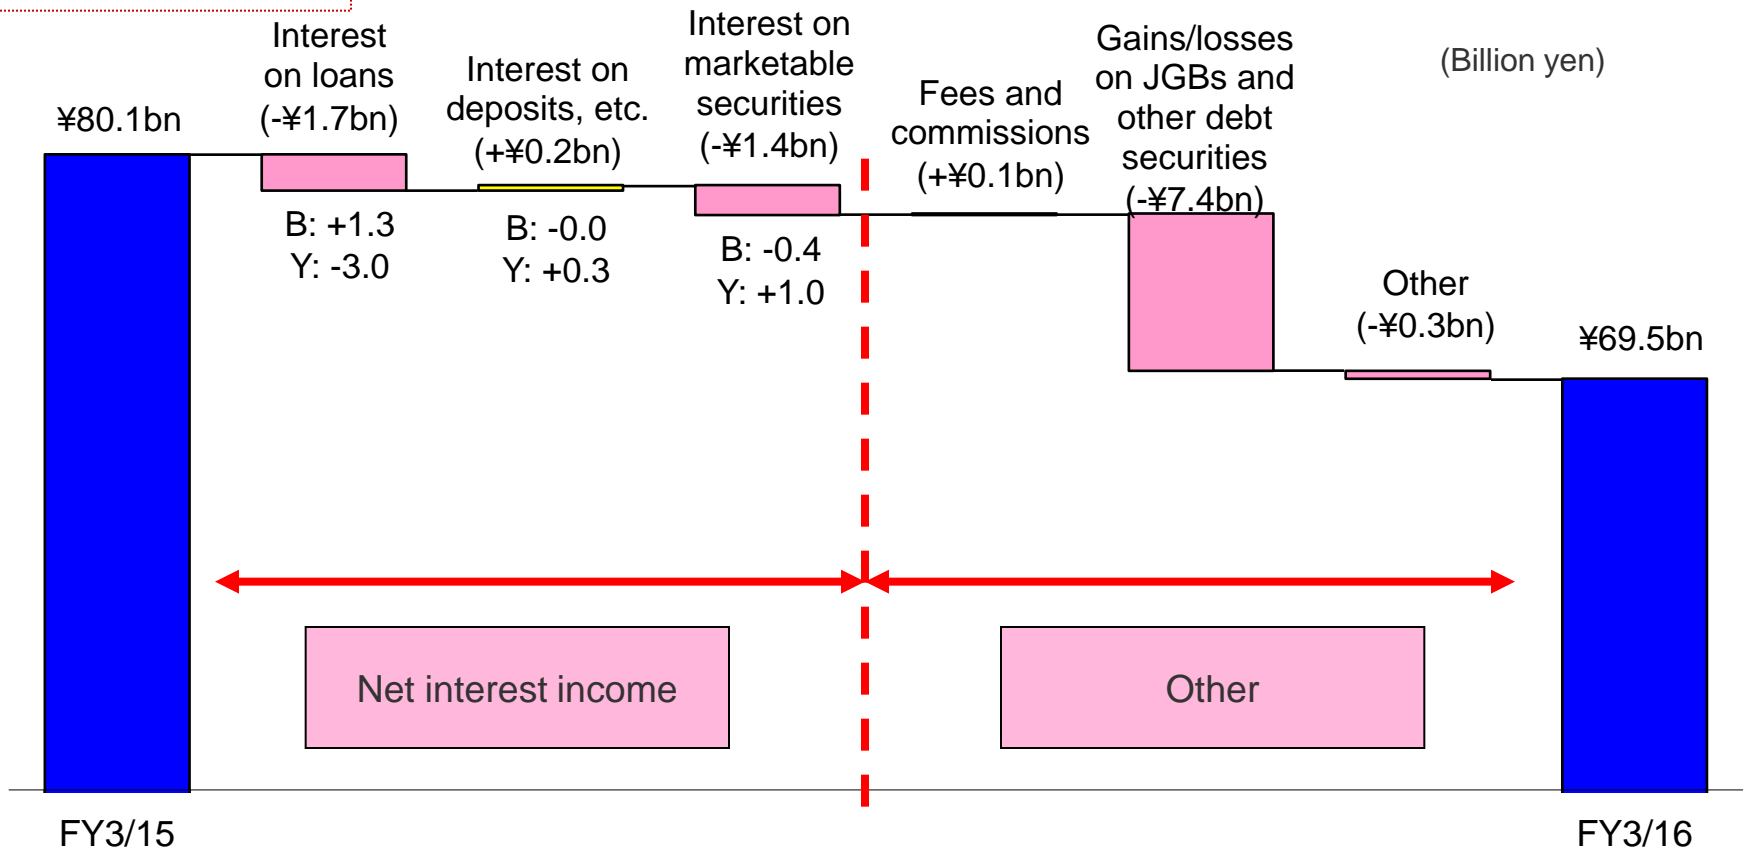 (Billion yen)
¥80.1bn
Interest
on loans
(-¥1.7bn)
B: +1.3
Y: -3.0
Interest on
deposits, etc.
(+¥0.2bn)
B: -0.0
Y: +0.3
Interest on
marketable
securities
(-¥1.4bn)
B: -0.4
Y: +1.0
Fees and
commissions
(+¥0.1bn)
Gains/losses
on JGBs and
other debt
securities
(-¥7.4bn)
Other
(-¥0.3bn)
¥69.5bn
Net interest income
Other
FY3/15
FY3/16